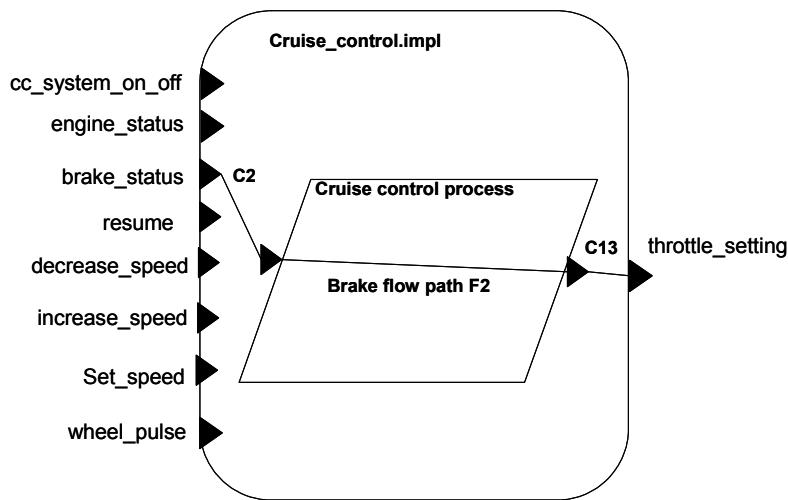 Cruise_control.impl
cc_system_on_off
engine_status
brake_status
C2
resume
decrease_speed
increase_speed
Set_speed
wheel_pulse
Cruise control process
Brake flow path F2
C13
throttle_setting